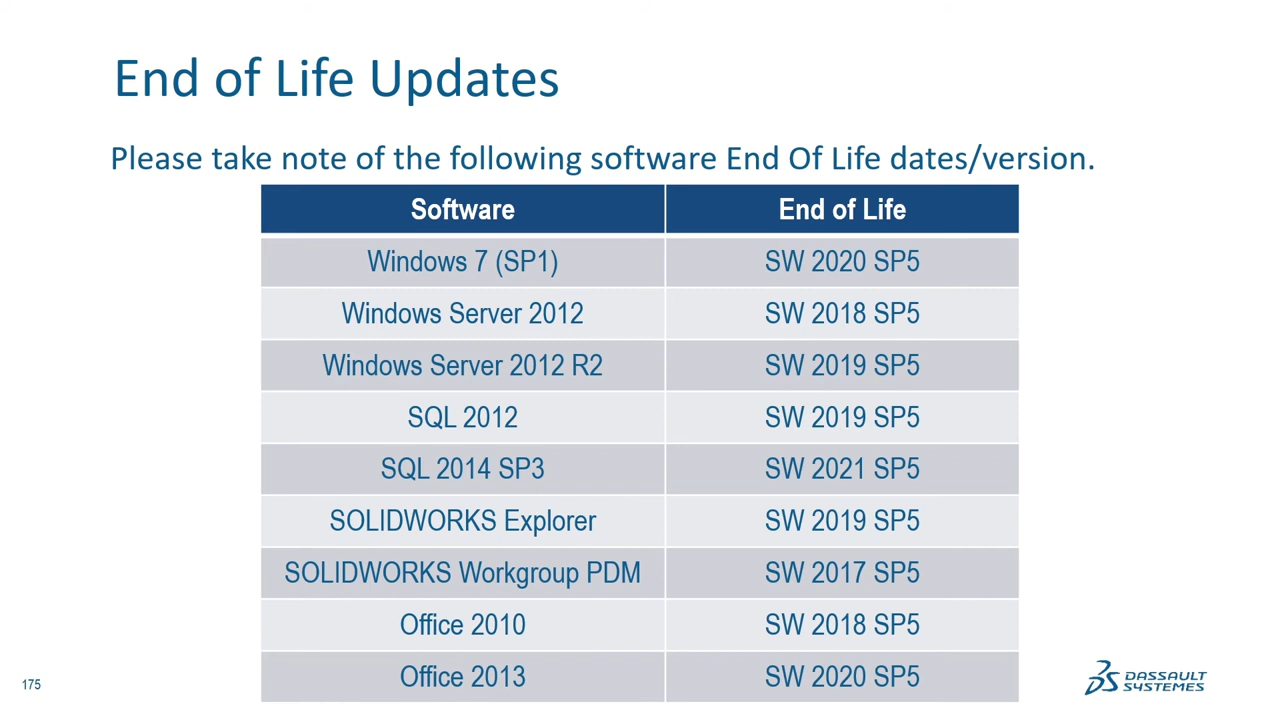 End of Life Updates
Please take note of the following software End Of Life dates/version.
Software End of Life
Windows 7 (SP1) SW 2020 SP5
Windows Server 2012 SW 2018 SP5
Windows Server 2012 R2 SW 2019 SP5
SQL 2012 SW 2019 SP5
SQL 2014 SP3 SW 2021 SP5
SOLIDWORKS Explorer SW 2019 SP5
SOLIDWORKS Workgroup PDM SW 2017 SP5
Office 2010 SW 2018 SP5
Office 2013 SW 2020 SP5
175
DASSAULT
SYSTEMES